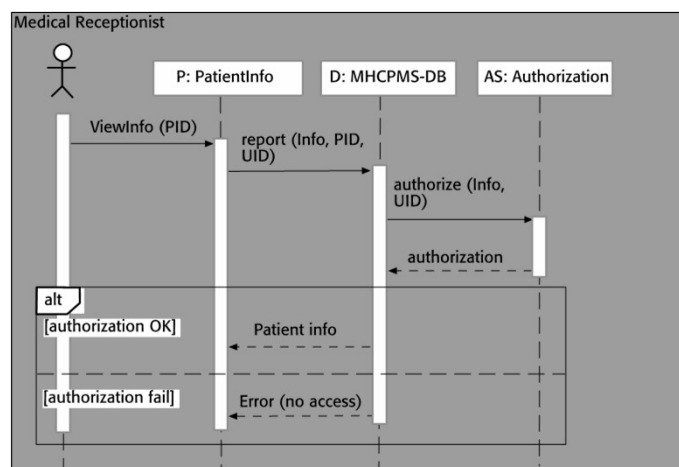 Medical Receptionist
P: PatientInfo
D: MHCPMS-DB
AS: Authorization
ViewInfo (PID)
report (Info, PID,
UID)
authorize (Info,
UID)
authorization
alt
[authorization OK]
Patient info
[authorization fail]
Error (no access)